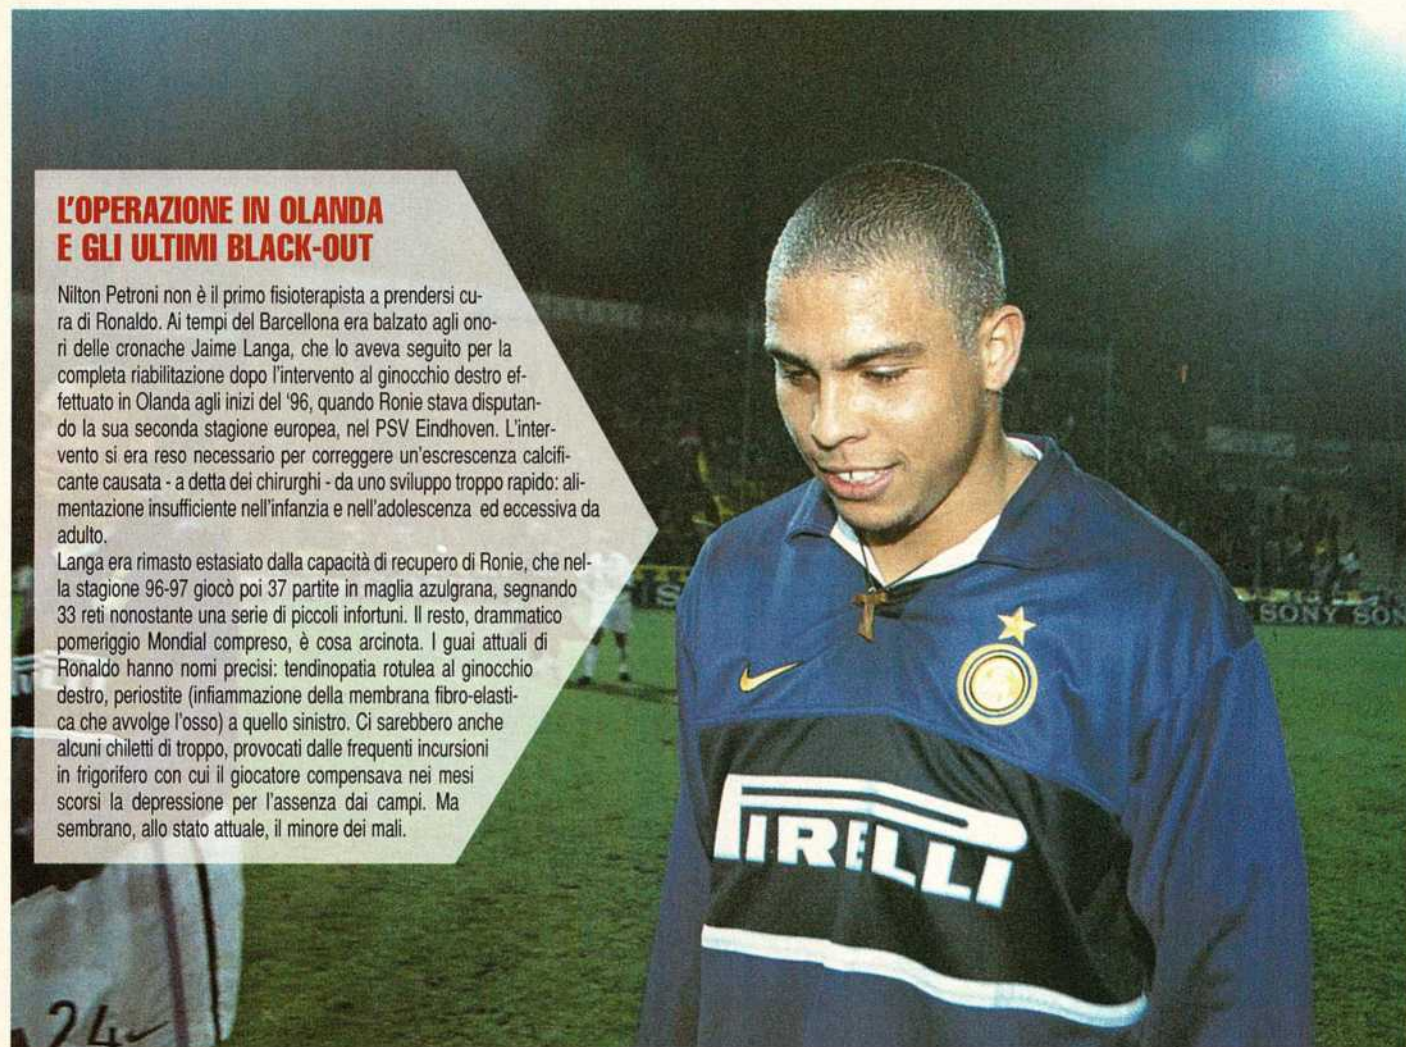 L'OPERAZIONE IN OLANDA
E GLI ULTIMI BLACK-OUT
Nilton Petroni non è il primo fisioterapista a prendersi cu-
ra di Ronaldo. Ai tempi del Barcellona era balzato agli ono-
ri delle cronache Jaime Langa, che lo aveva seguito per la
completa riabilitazione dopo l'intervento al ginocchio destro ef-
fettuato in Olanda agli inizi del '96, quando Ronie stava disputan-
do la sua seconda stagione europea, nel PSV Eindhoven. L'inter-
vento si era reso necessario per correggere un'escrescenza calcifi-
cante causata - a detta dei chirurghi - da uno sviluppo troppo rapido: ali-
mentazione insufficiente nell'infanzia e nell'adolescenza ed eccessiva da
adulto.
Langa era rimasto estasiato dalla capacità di recupero di Ronie, che nel-
la stagione 96-97 giocò poi 37 partite in maglia azulgrana, segnando
33 reti nonostante una serie di piccoli infortuni. Il resto, drammatico
pomeriggio Mondial compreso, è cosa arcinota. I guai attuali di
Ronaldo hanno nomi precisi: tendinopatia rotulea al ginocchio
destro, periostite (infiammazione della membrana fibro-elasti-
ca che avvolge l'osso) a quello sinistro. Ci sarebbero anche
alcuni chiletti di troppo, provocati dalle frequenti incursioni
in frigorifero con cui il giocatore compensava nei mesi
scorsi la depressione per l'assenza dai campi. Ma
sembrano, allo stato attuale, il minore dei mali.
SONY SON
PIRELLI
24